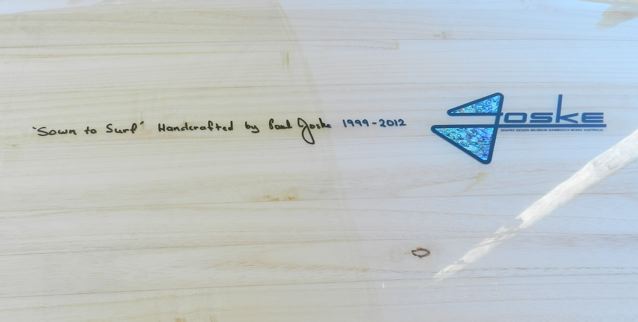 "Sown to Surf" Handcrafted by Paul Joske 1999-2012
Joske